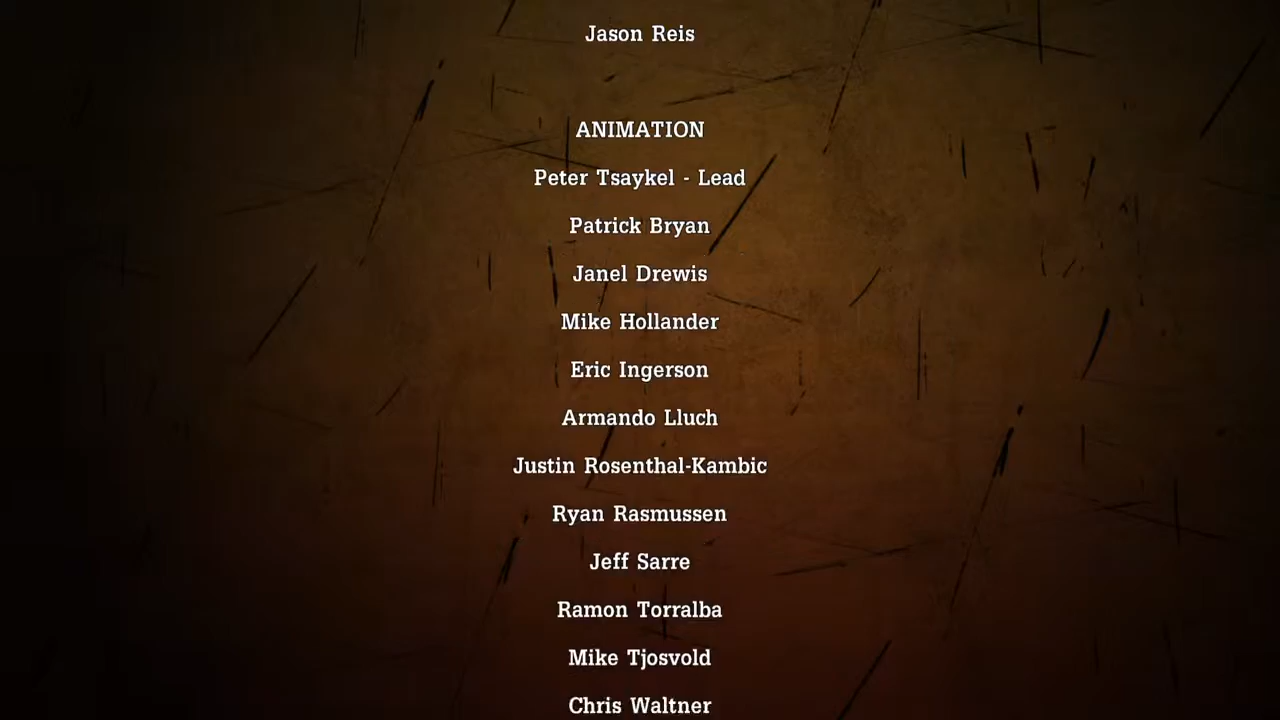 Jason Reis
ANIMATION
Peter Tsaykel - Lead
Patrick Bryan
Janel Drewis
Mike Hollander
Eric Ingerson
Armando Lluch
Justin Rosenthal-Kambic
Ryan Rasmussen
Jeff Sarre
Ramon Torralba
Mike Tjosvold
Chris Waltner